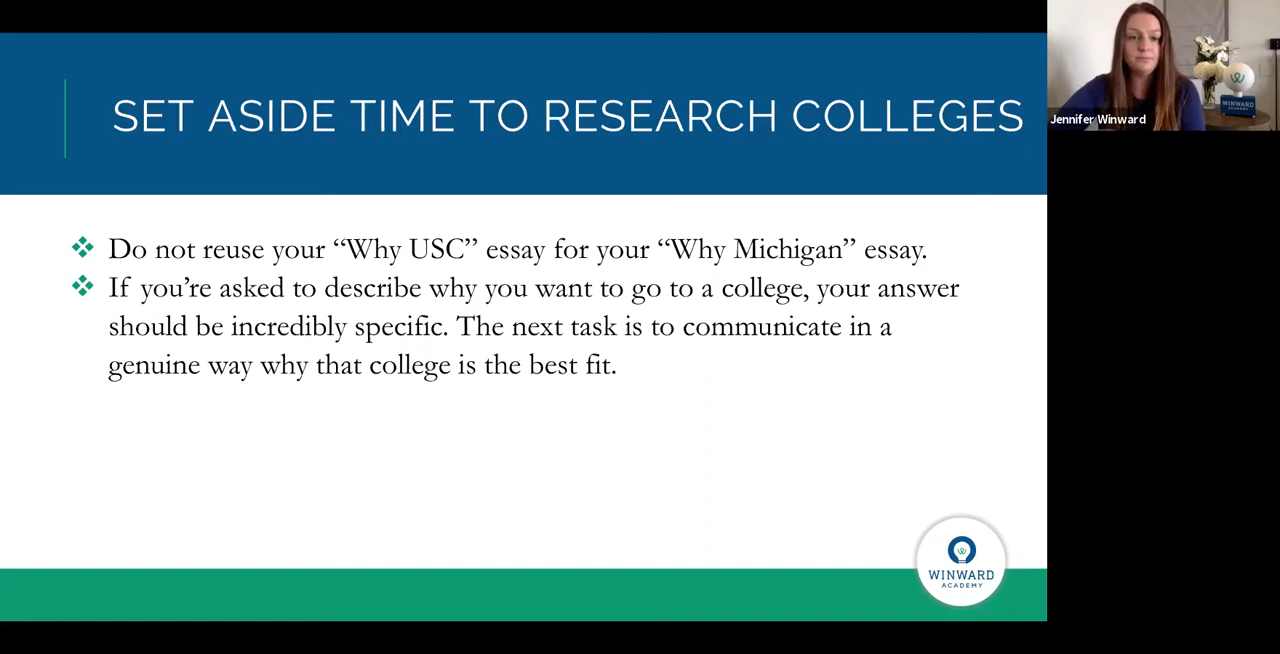 SET ASIDE TIME TO RESEARCH COLLEGES
Jennifer Winward
WINWARD
ACADEMY
❖ Do not reuse your “Why USC” essay for your “Why Michigan” essay.
❖ If you’re asked to describe why you want to go to a college, your answer
should be incredibly specific. The next task is to communicate in a
genuine way why that college is the best fit.
WINWARD
ACADEMY